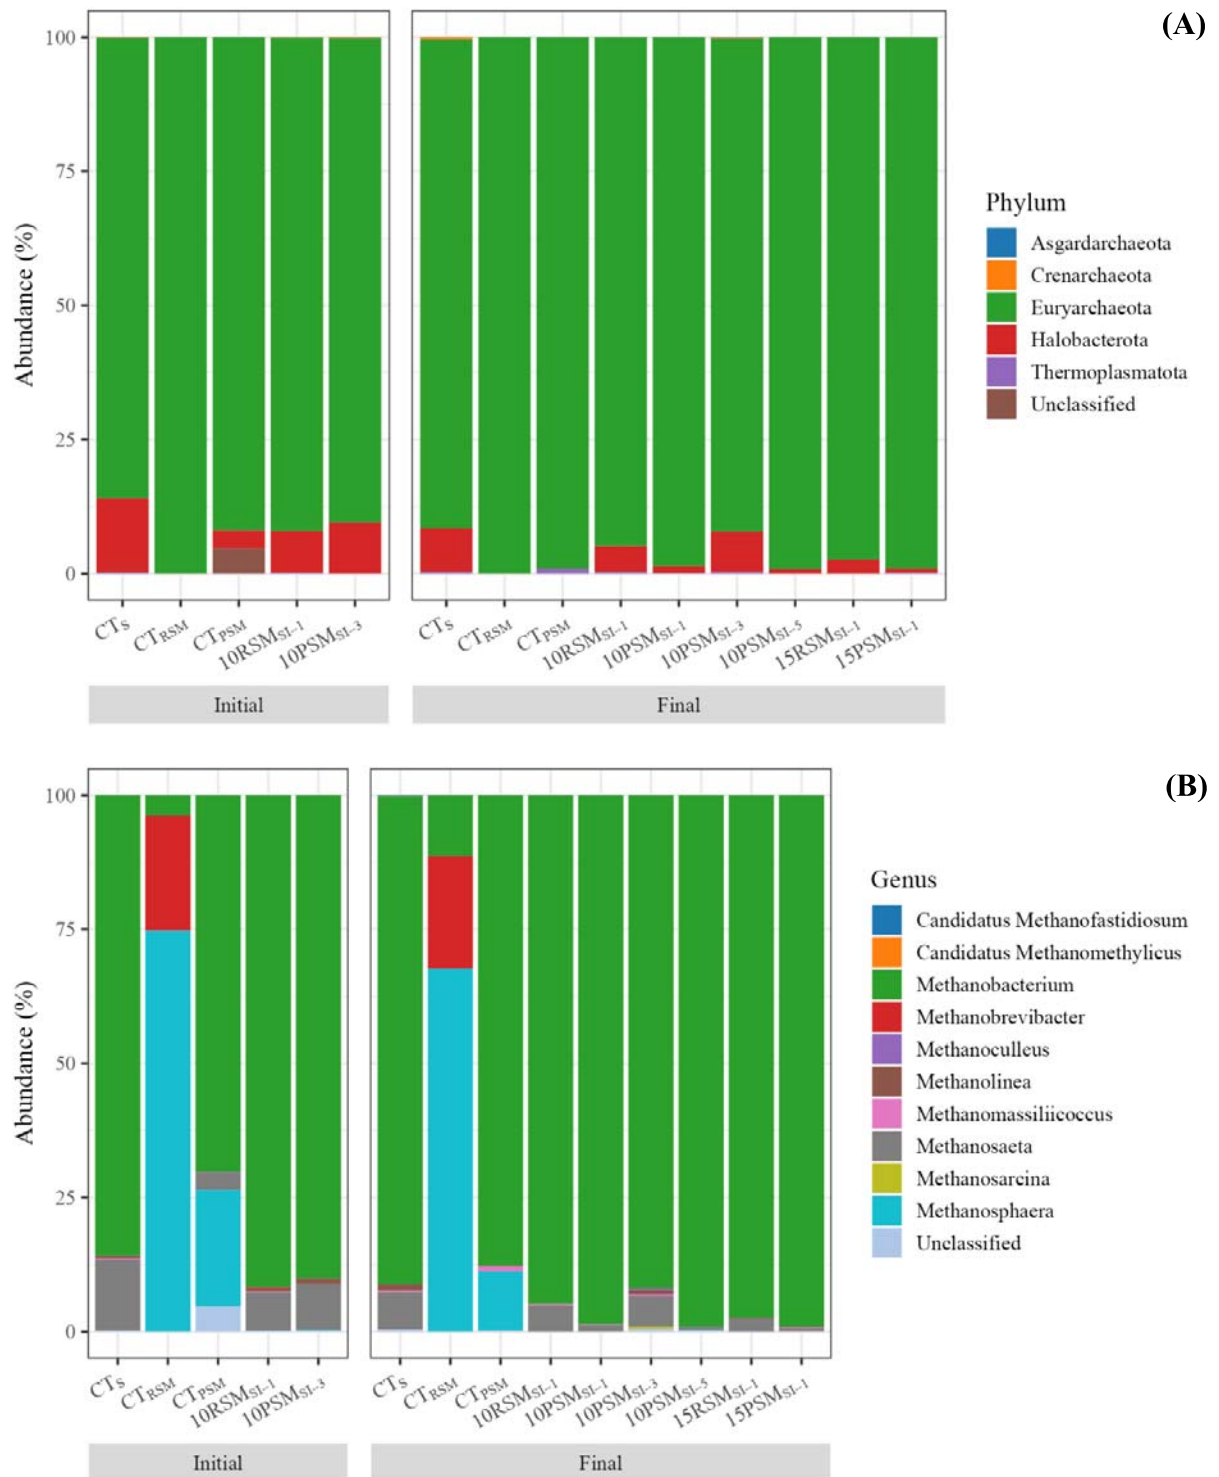 (A)
Abundance (%)
100
75
50
25
0
CTS
CTRSM
CTPSM
10RSMSI-1
10PSMSI-3
CTS
CTRSM
CTPSM
10RSMSI-1
10PSMSI-1
10PSMSI-3
10PSMSI-5
15RSMSI-1
15PSMSI-1
Initial
Final
Phylum
Asgardarchaeota
Crenarchaeota
Euryarchaeota
Halobacterota
Thermoplasmatota
Unclassified
(B)
Abundance (%)
100
75
50
25
0
CTS
CTRSM
CTPSM
10RSMSI-1
10PSMSI-3
CTS
CTRSM
CTPSM
10RSMSI-1
10PSMSI-1
10PSMSI-3
10PSMSI-5
15RSMSI-1
15PSMSI-1
Initial
Final
Genus
Candidatus Methanofastidiosum
Candidatus Methanomethylicus
Methanobacterium
Methanobrevibacter
Methanoculleus
Methanolinea
Methanomassiliicoccus
Methanosaeta
Methanosarcina
Methanosphaera
Unclassified